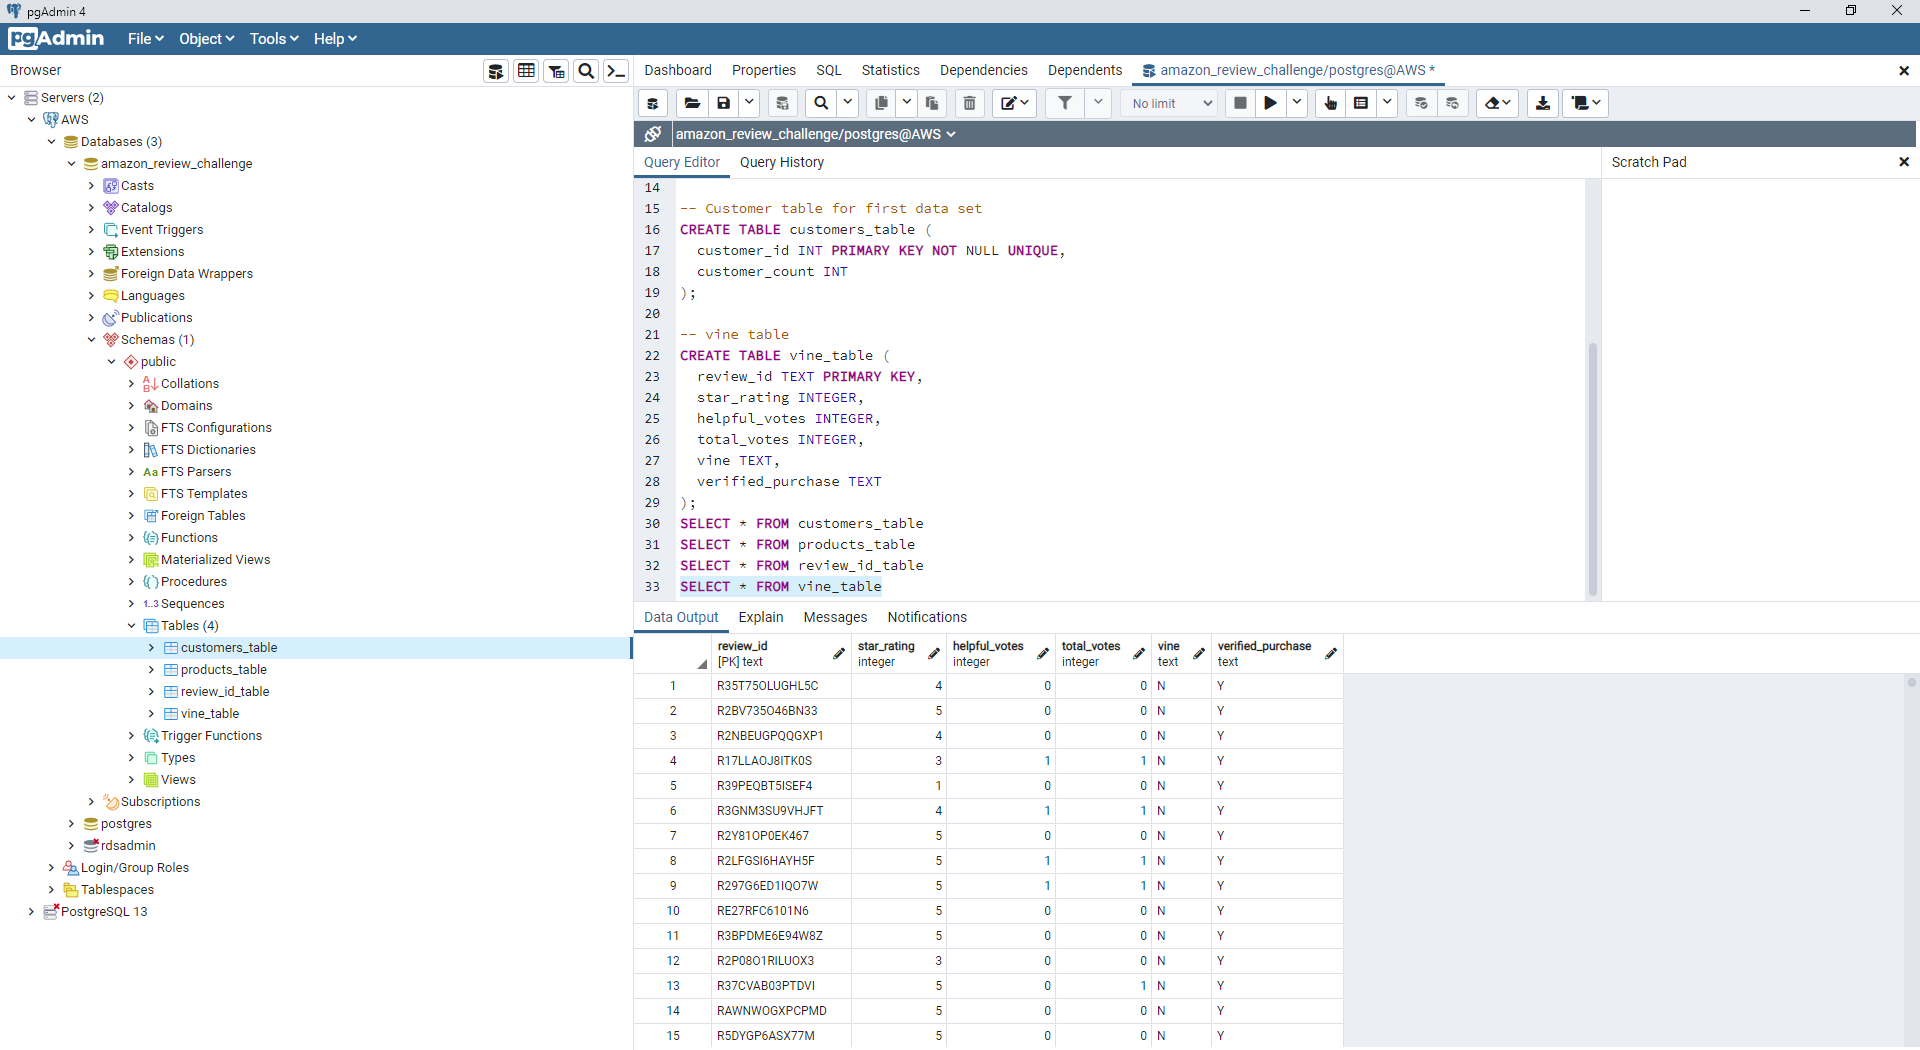 pgAdmin 4
pgAdmin File Object Tools Help
Browser
Dashboard Properties SQL Statistics Dependencies Dependents amazon_review_challenge/postgres@AWS *
No limit
amazon_review_challenge/postgres@AWS
Query Editor Query History
Scratch Pad
Servers (2)
AWS
Databases (3)
amazon_review_challenge
Casts
Catalogs
Event Triggers
Extensions
Foreign Data Wrappers
Languages
Publications
Schemas (1)
public
Collations
Domains
FTS Configurations
FTS Dictionaries
Aa FTS Parsers
FTS Templates
Foreign Tables
Functions
Materialized Views
Procedures
1..3 Sequences
Tables (4)
customers_table
products_table
review_id_table
vine_table
Trigger Functions
Types
Views
Subscriptions
postgres
rdsadmin
Login/Group Roles
Tablespaces
PostgreSQL 13
14
15 -- Customer table for first data set
16 CREATE TABLE customers_table (
17 customer_id INT PRIMARY KEY NOT NULL UNIQUE,
18 customer_count INT
19 );
20
21 -- vine table
22 CREATE TABLE vine_table (
23 review_id TEXT PRIMARY KEY,
24 star_rating INTEGER,
25 helpful_votes INTEGER,
26 total_votes INTEGER,
27 vine TEXT,
28 verified_purchase TEXT
29 );
30 SELECT * FROM customers_table
31 SELECT * FROM products_table
32 SELECT * FROM review_id_table
33 SELECT * FROM vine_table
Data Output Explain Messages Notifications
review_id star_rating helpful_votes total_votes vine verified_purchase
[PK] text integer integer integer text text
1 R35T75OLUGHL5C 4 0 0 N Y
2 R2BV735O46BN33 5 0 0 N Y
3 R2NBEUGPQQGXP1 4 0 0 N Y
4 R17LLAOJ8ITK0S 3 1 1 N Y
5 R39PEQBT5ISEF4 1 0 0 N Y
6 R3GNM3SU9VHJFT 4 1 1 N Y
7 R2Y81OP0EK467 5 0 0 N Y
8 R2LFGSI6HAYH5F 5 1 1 N Y
9 R297G6ED1IQO7W 5 1 1 N Y
10 RE27RFC6101N6 5 0 0 N Y
11 R3BPDME6E94W8Z 5 0 0 N Y
12 R2P08O1RILUOX3 3 0 0 N Y
13 R37CVAB03PTDVI 5 0 1 N Y
14 RAWNWOGXPCPMD 5 0 0 N Y
15 R5DYGP6ASX77M 5 0 0 N Y